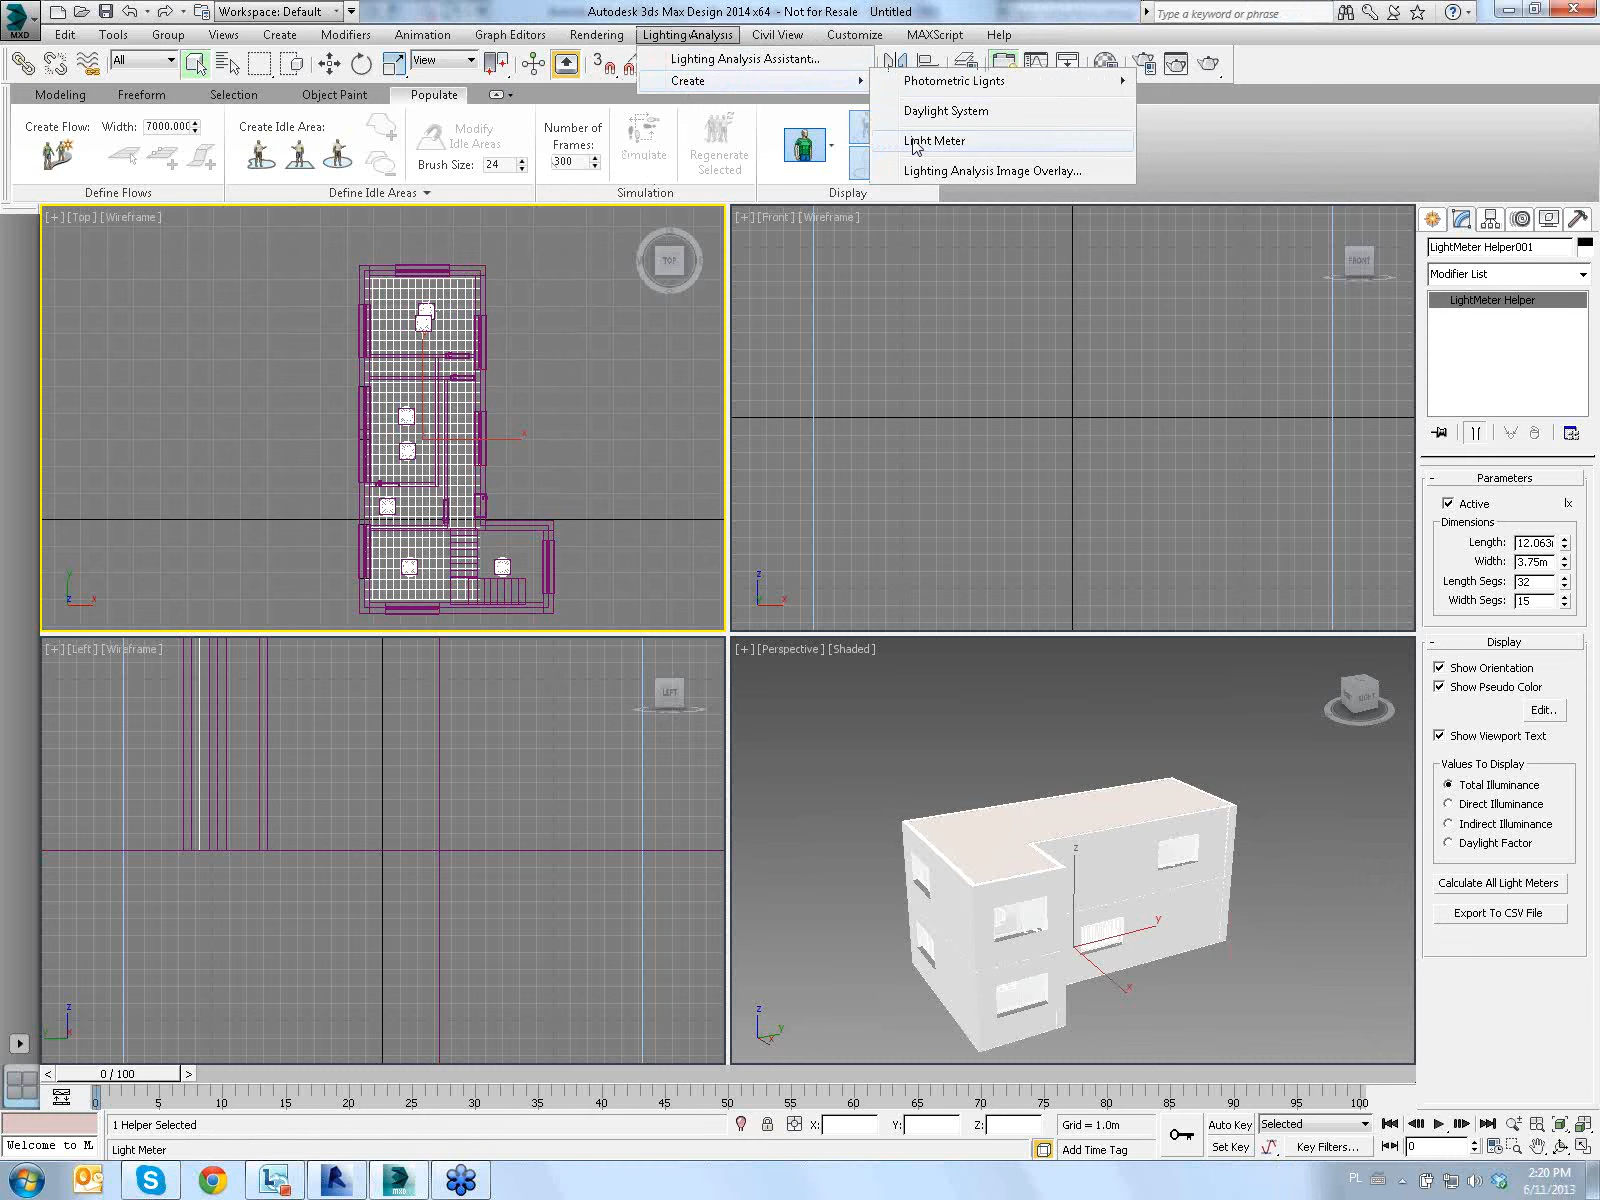 Workspace: Default
Autodesk 3ds Max Design 2014 x64 - Not for Resale Untitled
Type a keyword or phrase
MXD
Edit Tools Group Views Create Modifiers Animation Graph Editors Rendering Lighting Analysis Civil View Customize MAXScript Help
All
View
3
Lighting Analysis Assistant...
Create
Photometric Lights
Daylight System
Light Meter
Lighting Analysis Image Overlay...
Modeling Freeform Selection Object Paint Populate
Create Flow: Width: 7000.000
Create Idle Area:
Modify
Idle Areas
Brush Size: 24
Number of
Frames:
300
Simulate
Regenerate
Selected
Define Flows
Define Idle Areas
Simulation
Display
[+][Top][Wireframe]
TOP
x
y
z
x
[+][Front][Wireframe]
FRONT
z
x
[+][Left][Wireframe]
LEFT
z
y
[+][Perspective][Shaded]
RIGHT
z
y
x
z
y
x
LightMeter Helper001
Modifier List
LightMeter Helper
- Parameters
Active lx
Dimensions
Length: 12.063
Width: 3.75m
Length Segs: 32
Width Segs: 15
- Display
Show Orientation
Show Pseudo Color
Edit..
Show Viewport Text
Values To Display
Total Illuminance
Direct Illuminance
Indirect Illuminance
Daylight Factor
Calculate All Light Meters
Export To CSV File
< 0 / 100 >
0 5 10 15 20 25 30 35 40 45 50 55 60 65 70 75 80 85 90 95 100
1 Helper Selected
X: Y: Z:
Grid = 1.0m
Auto Key
Selected
Welcome to M
Light Meter
Add Time Tag
Set Key
Key Filters...
0
PL
2:20 PM
6/11/2013